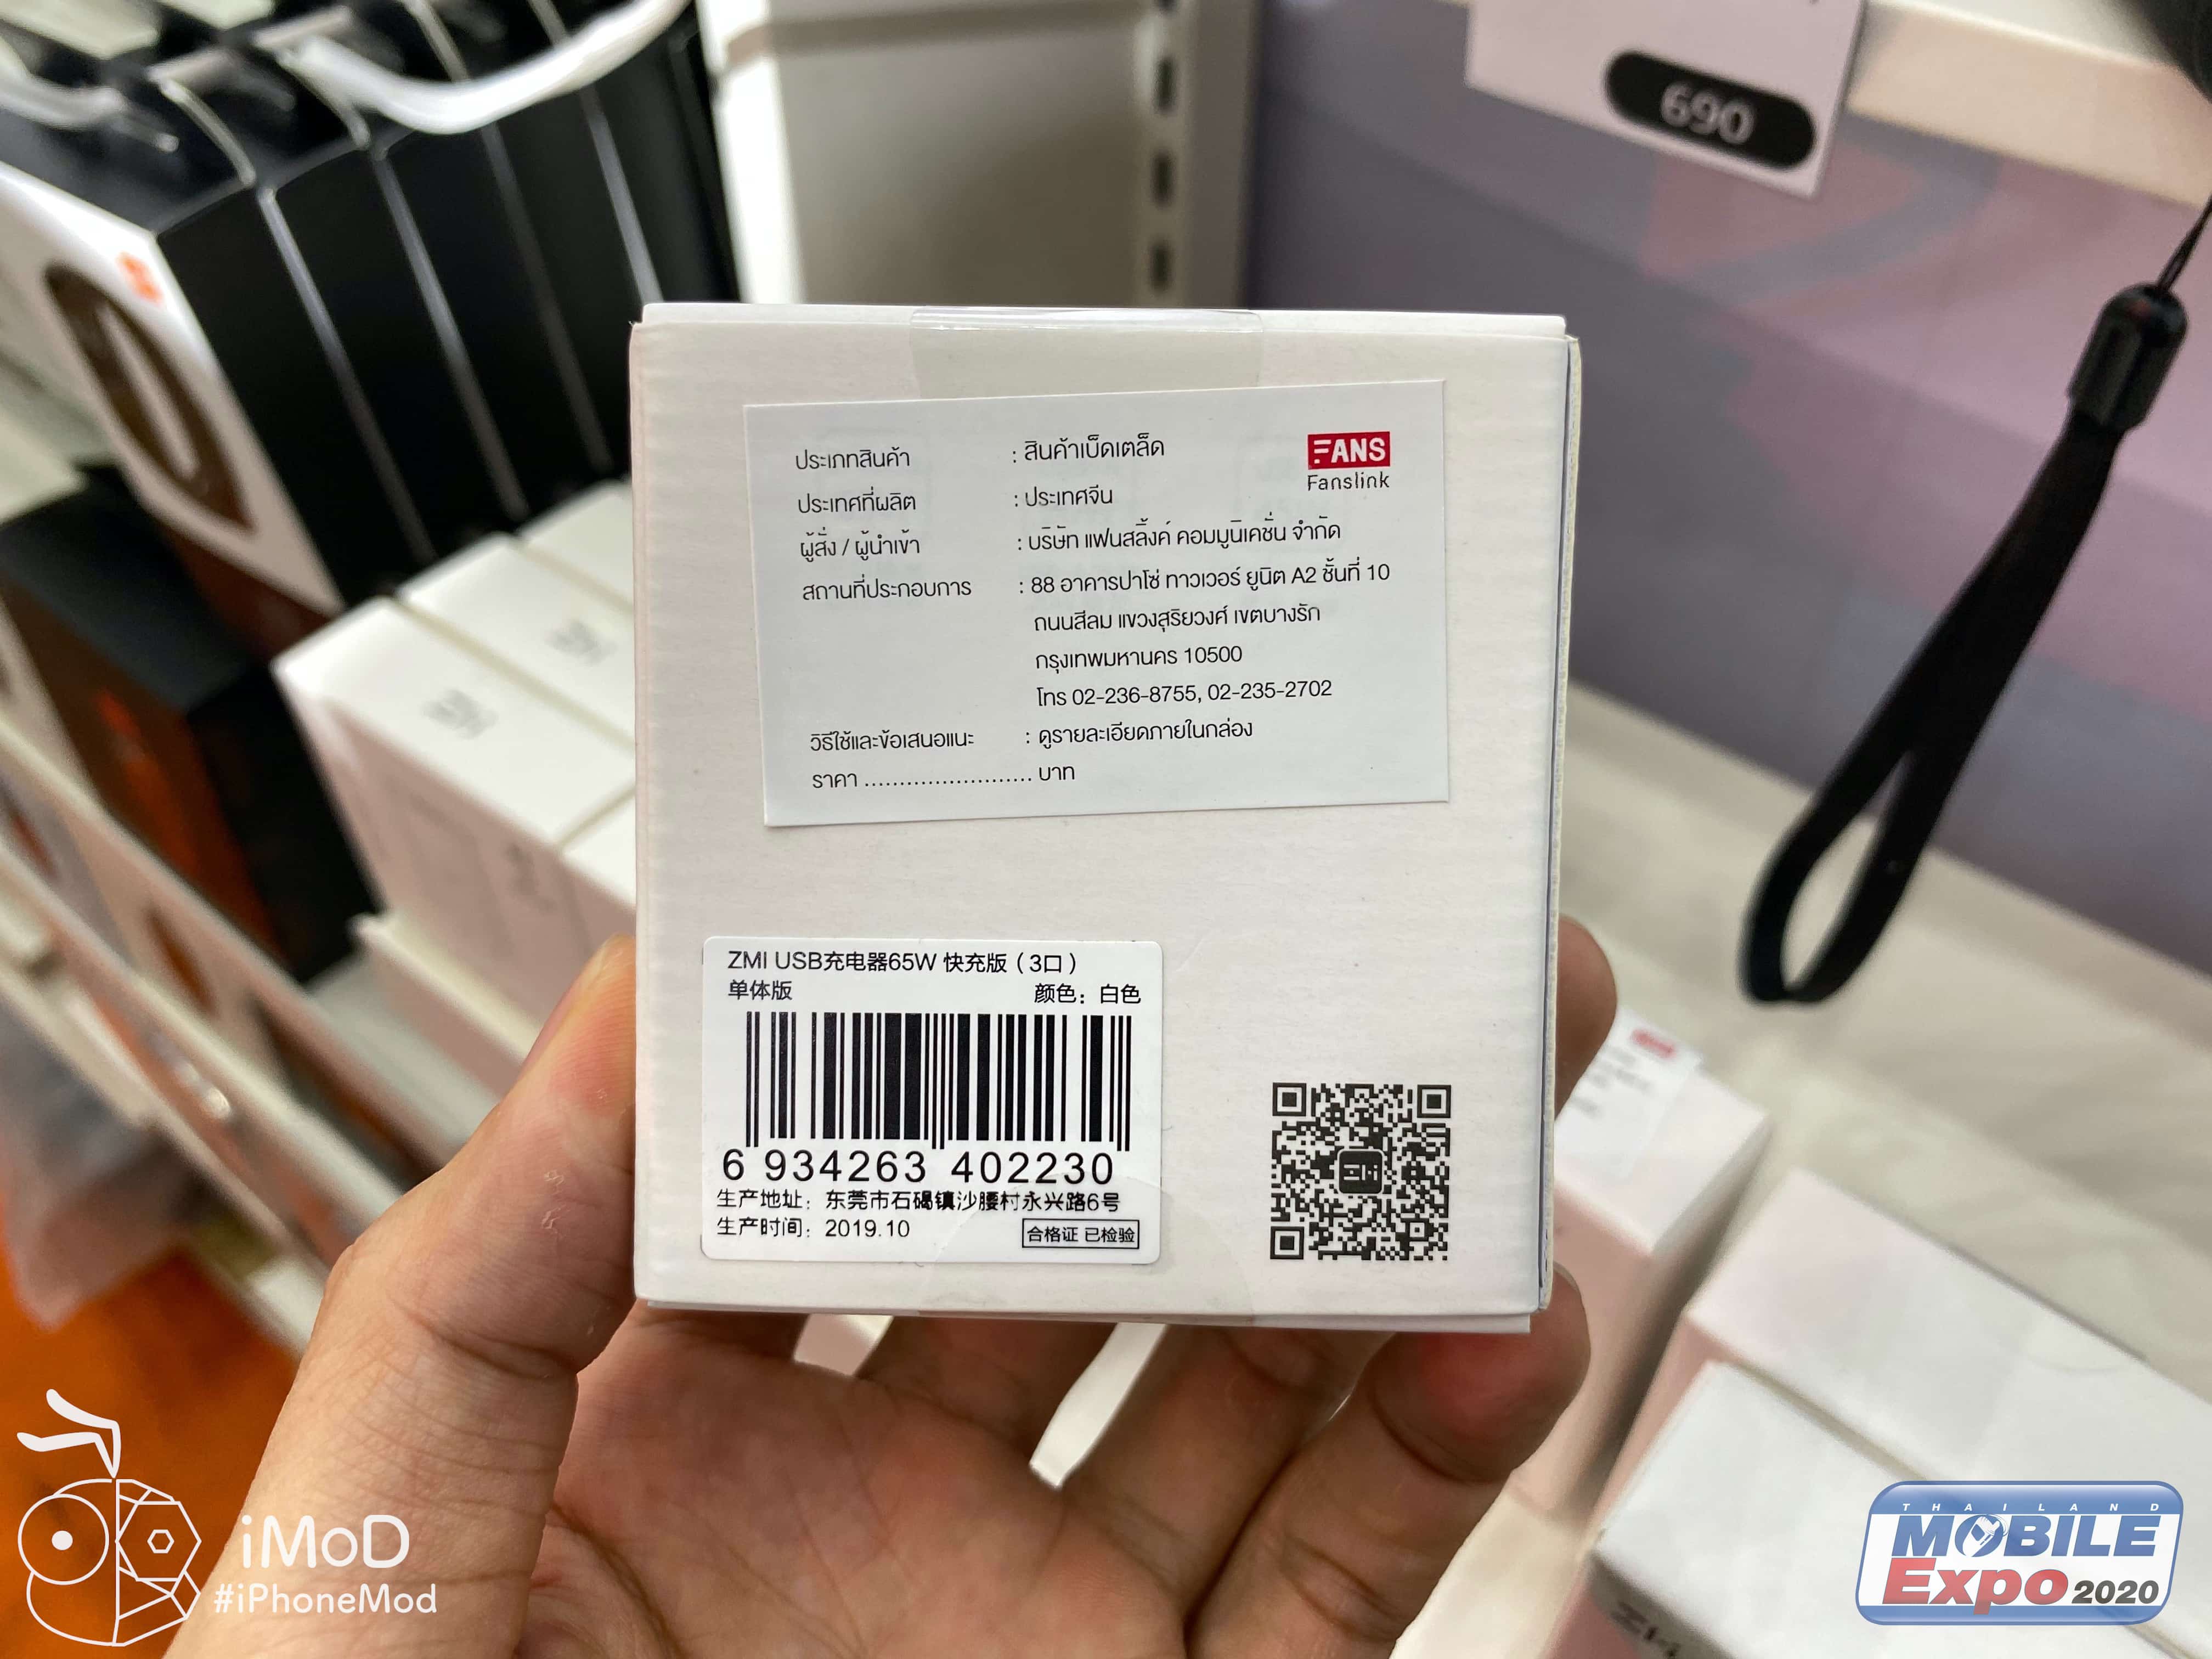 690
ประเภทสินค้า : สินค้าเบ็ดเตล็ด
FANS
Fanslink
ประเทศที่ผลิต : ประเทศจีน
ผู้สั่ง / ผู้นำเข้า : บริษัท แฟนสลิ้งค์ คอมมูนิเคชั่น จำกัด
สถานที่ประกอบการ : 88 อาคารปาโซ่ ทาวเวอร์ ยูนิต A2 ชั้นที่ 10
ถนนสีลม แขวงสุริยวงศ์ เขตบางรัก
กรุงเทพมหานคร 10500
โทร 02-236-8755, 02-235-2702
วิธีใช้และข้อเสนอแนะ : ดูรายละเอียดภายในกล่อง
ราคา ........................ บาท
ZMI USB充电器65W 快充版（3口）
单体版 颜色：白色
6 934263 402230
生产地址：东莞市石碣镇沙腰村永兴路6号
生产时间：2019.10 合格证 已检验
iMoD
#iPhoneMod
THAILAND
MOBILE
Expo 2020